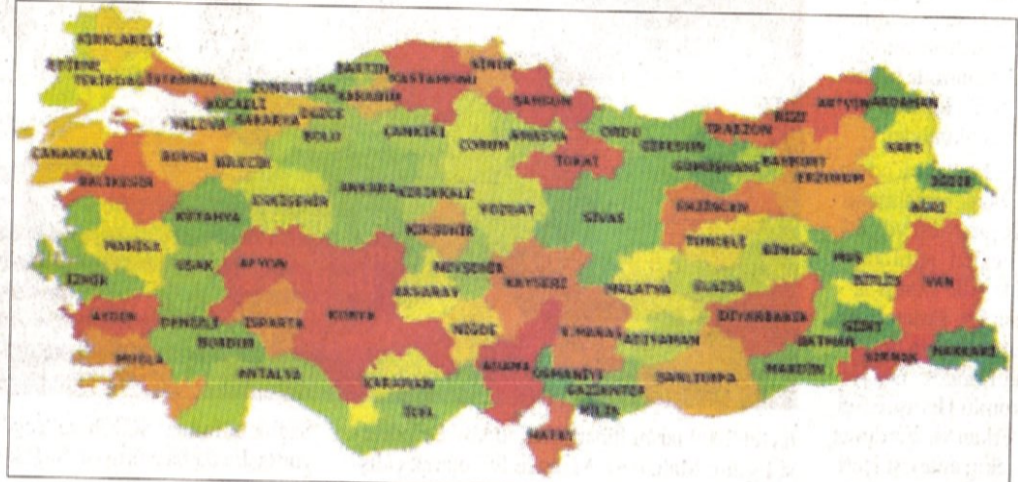 KIRKLARELİ
EDİRNE
TEKİRDAĞ İSTANBUL
ZONGULDAK
BARTIN
KASTAMONU
SİNOP
KARABÜK
SAMSUN
KOCAELİ
YALOVA
SAKARYA
DÜZCE
BOLU
ÇANKIRI
ÇORUM
AMASYA
TOKAT
ORDU
GİRESUN
GÜMÜŞHANE
TRABZON
RİZE
ARTVİN ARDAHAN
BAYBURT
ERZURUM
KARS
IĞDIR
AĞRI
ÇANAKKALE
BALIKESİR
BURSA
BİLECİK
KÜTAHYA
ESKİŞEHİR
ANKARA KIRIKKALE
YOZGAT
KIRŞEHİR
SİVAS
ERZİNCAN
TUNCELİ
BİNGÖL
MUŞ
BİTLİS
VAN
MANİSA
İZMİR
UŞAK
AFYON
NEVŞEHİR
AKSARAY
KAYSERİ
MALATYA
ELAZIĞ
DİYARBAKIR
BATMAN
SİİRT
ŞIRNAK
HAKKARİ
AYDIN
DENİZLİ
ISPARTA
BURDUR
KONYA
NİĞDE
K.MARAŞ
ADIYAMAN
MUĞLA
ANTALYA
KARAMAN
İÇEL
ADANA
OSMANİYE
GAZİANTEP
KİLİS
HATAY
ŞANLIURFA
MARDİN